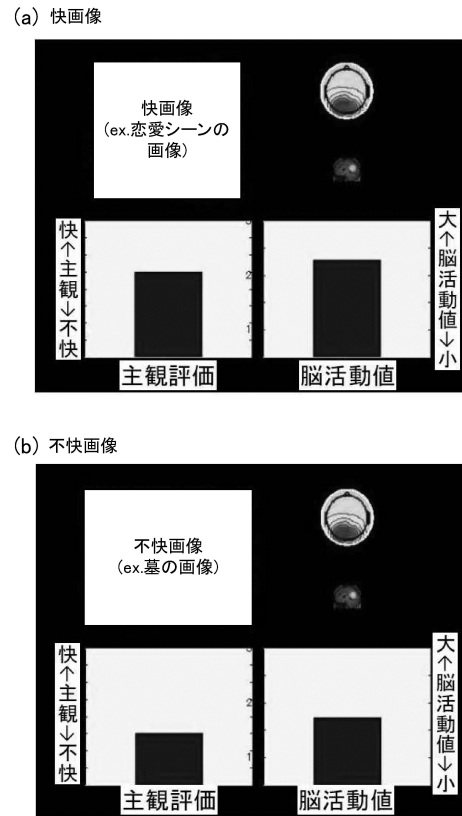 (a) 快画像
快画像
(ex.恋愛シーンの
画像)
快↑主観↓不快
2
1
大↑脳活動値↓小
主観評価
脳活動値
(b) 不快画像
不快画像
(ex.墓の画像)
快↑主観↓不快
2
1
大↑脳活動値↓小
主観評価
脳活動値